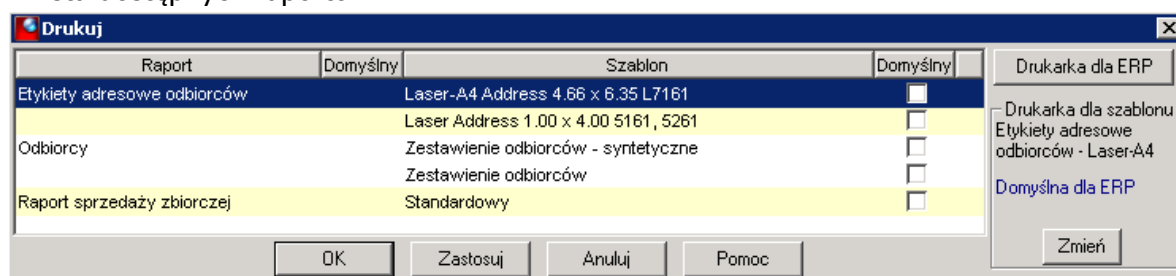 Drukuj
Raport Domyślny Szablon Domyślny
Etykiety adresowe odbiorców Laser-A4 Address 4.66 x 6.35 L7161
Laser Address 1.00 x 4.00 5161, 5261
Odbiorcy Zestawienie odbiorców - syntetyczne
Zestawienie odbiorców
Raport sprzedaży zbiorczej Standardowy
OK Zastosuj Anuluj Pomoc
Drukarka dla ERP
Drukarka dla szablonu
Etykiety adresowe
odbiorców - Laser-A4
Domyślna dla ERP
Zmień